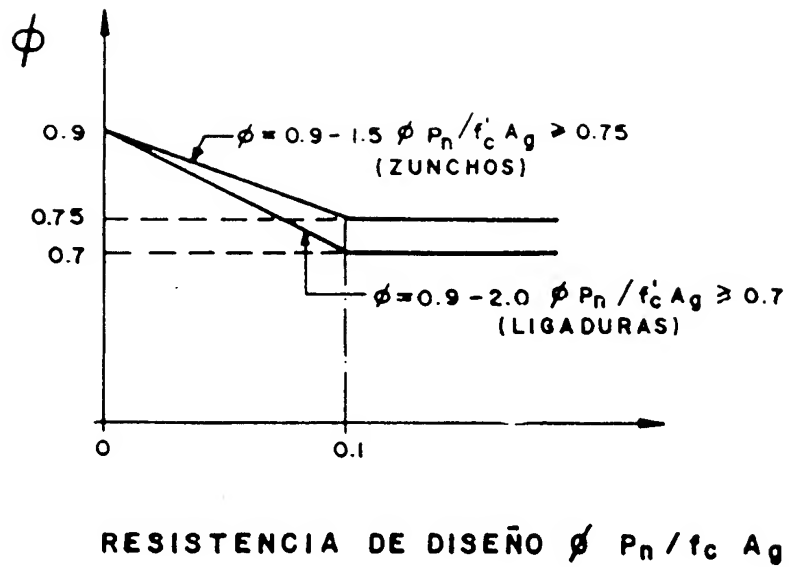 ϕ
0.9
ϕ = 0.9 - 1.5 ϕ Pn/f'c Ag ⩾ 0.75
(ZUNCHOS)
0.75
0.7
ϕ = 0.9 - 2.0 ϕ Pn/f'c Ag ⩾ 0.7
(LIGADURAS)
0
0.1
RESISTENCIA DE DISEÑO ϕ Pn/fc Ag